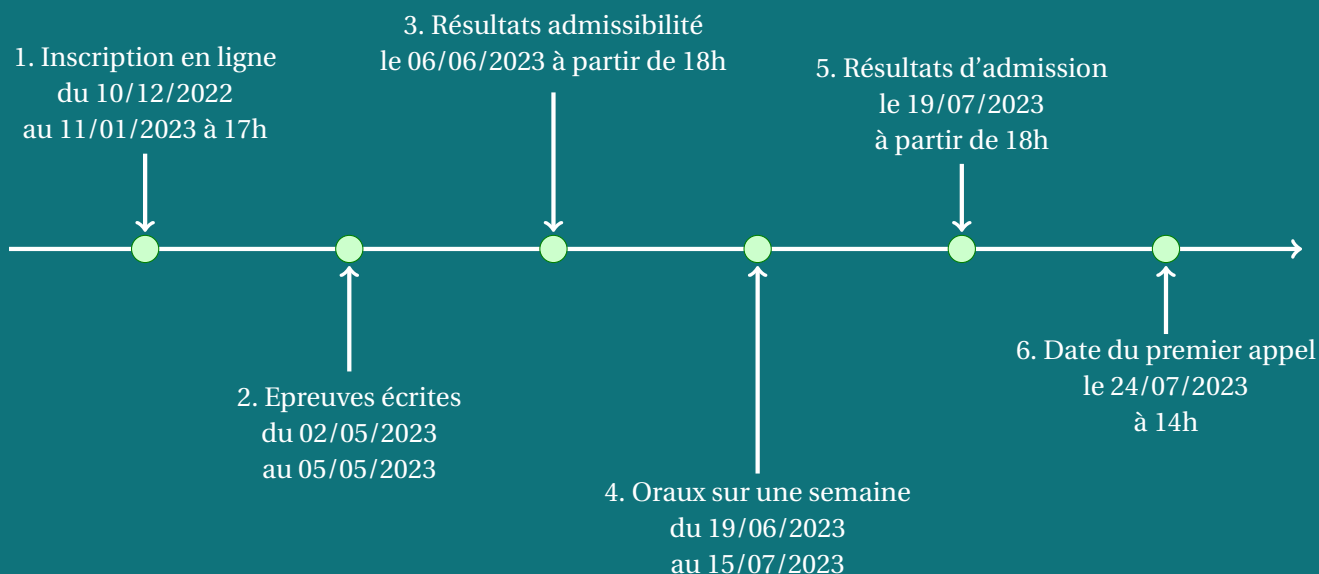 1. Inscription en ligne
du 10/12/2022
au 11/01/2023 à 17h
2. Epreuves écrites
du 02/05/2023
au 05/05/2023
3. Résultats admissibilité
le 06/06/2023 à partir de 18h
4. Oraux sur une semaine
du 19/06/2023
au 15/07/2023
5. Résultats d’admission
le 19/07/2023
à partir de 18h
6. Date du premier appel
le 24/07/2023
à 14h